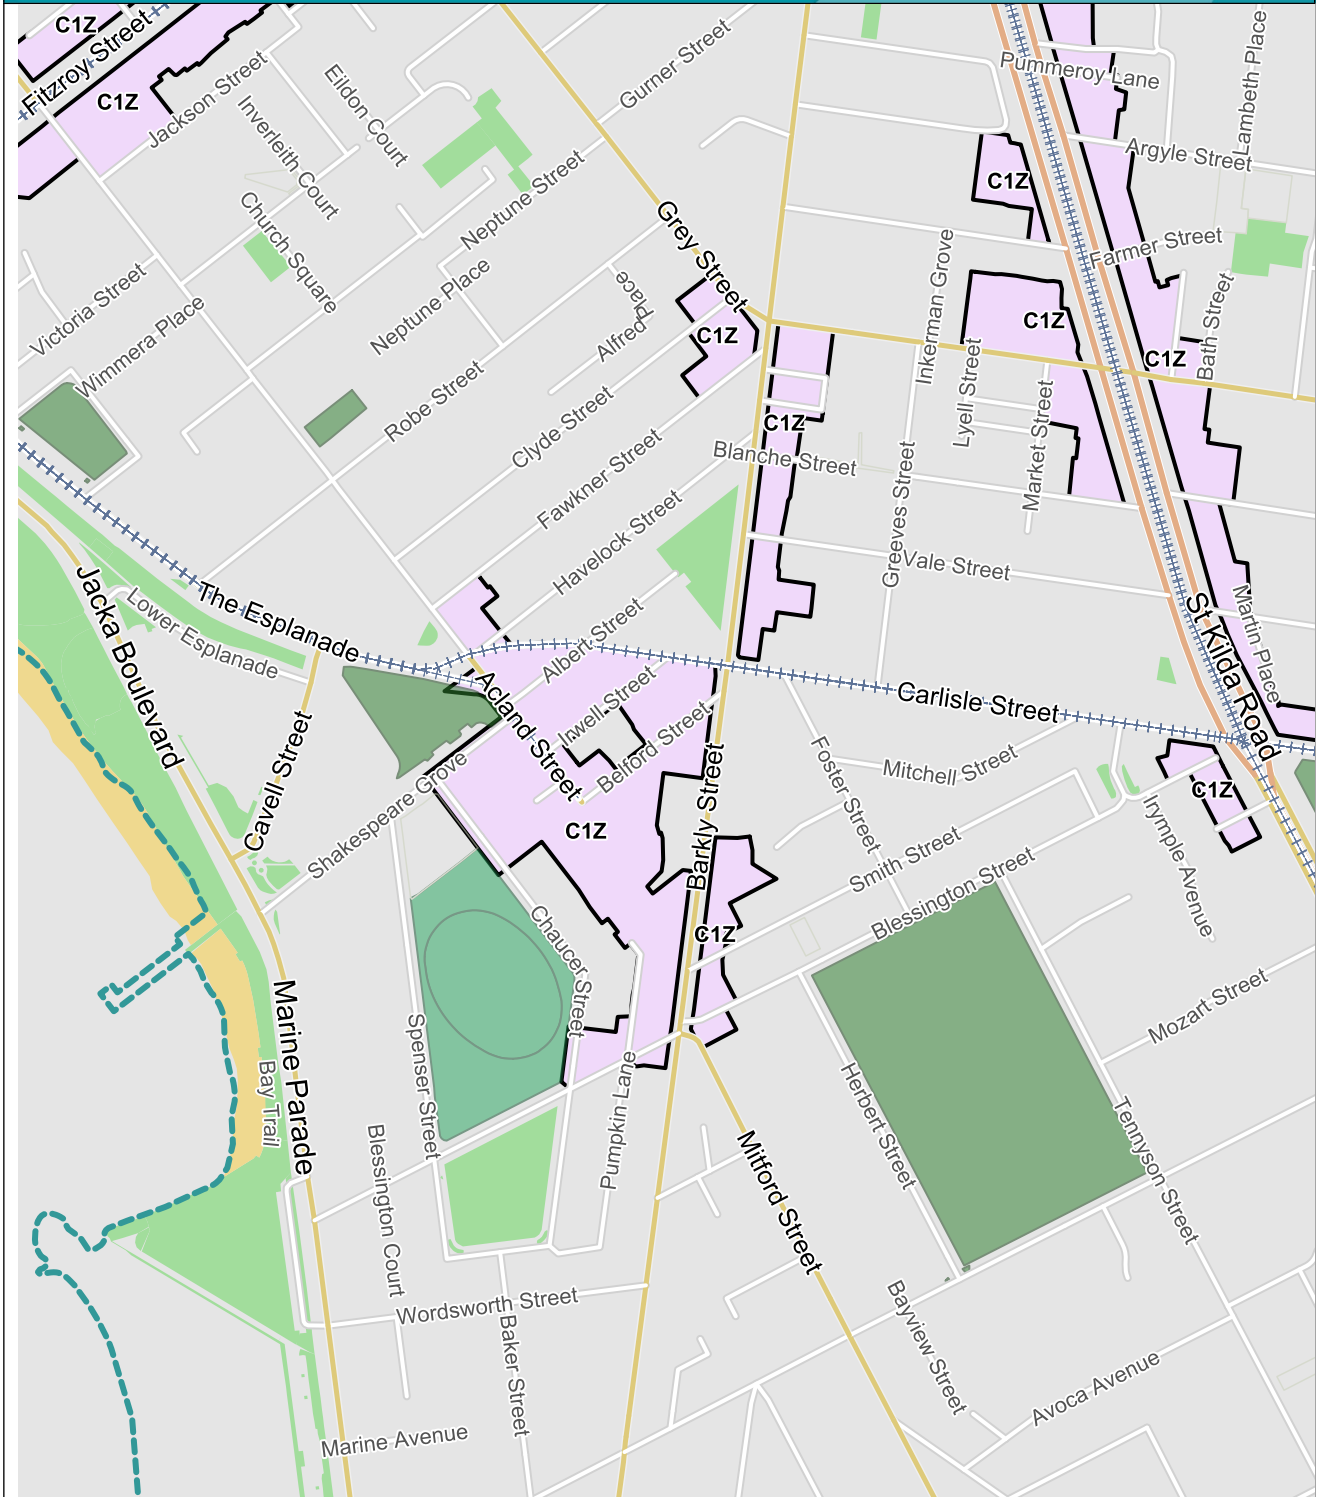 C1Z
Fitzroy Street
C1Z
Jackson Street
Eildon Court
Inverleith Court
Church Square
Gurner Street
Neptune Street
Neptune Place
Victoria Street
Wimmera Place
Grey Street
Pummeroy Lane
Lambeth Place
Argyle Street
C1Z
Farmer Street
Inkerman Grove
Bath Street
Alfred Place
C1Z
C1Z
C1Z
Robe Street
Clyde Street
Lyell Street
Market Street
C1Z
Blanche Street
Fawkner Street
Havelock Street
Greeves Street
Vale Street
The Esplanade
Jacka Boulevard
Lower Esplanade
Albert Street
Martin Place
St Kilda Road
Acland Street
Irwell Street
Belford Street
Carlisle Street
Cavell Street
Barkly Street
Foster Street
Mitchell Street
Shakespeare Grove
C1Z
C1Z
Irymple Avenue
Smith Street
Blessington Street
Chaucer Street
C1Z
Marine Parade
Bay Trail
Spenser Street
Mozart Street
Pumpkin Lane
Herbert Street
Tennyson Street
Blessington Court
Mitford Street
Wordsworth Street
Baker Street
Bayview Street
Avoca Avenue
Marine Avenue